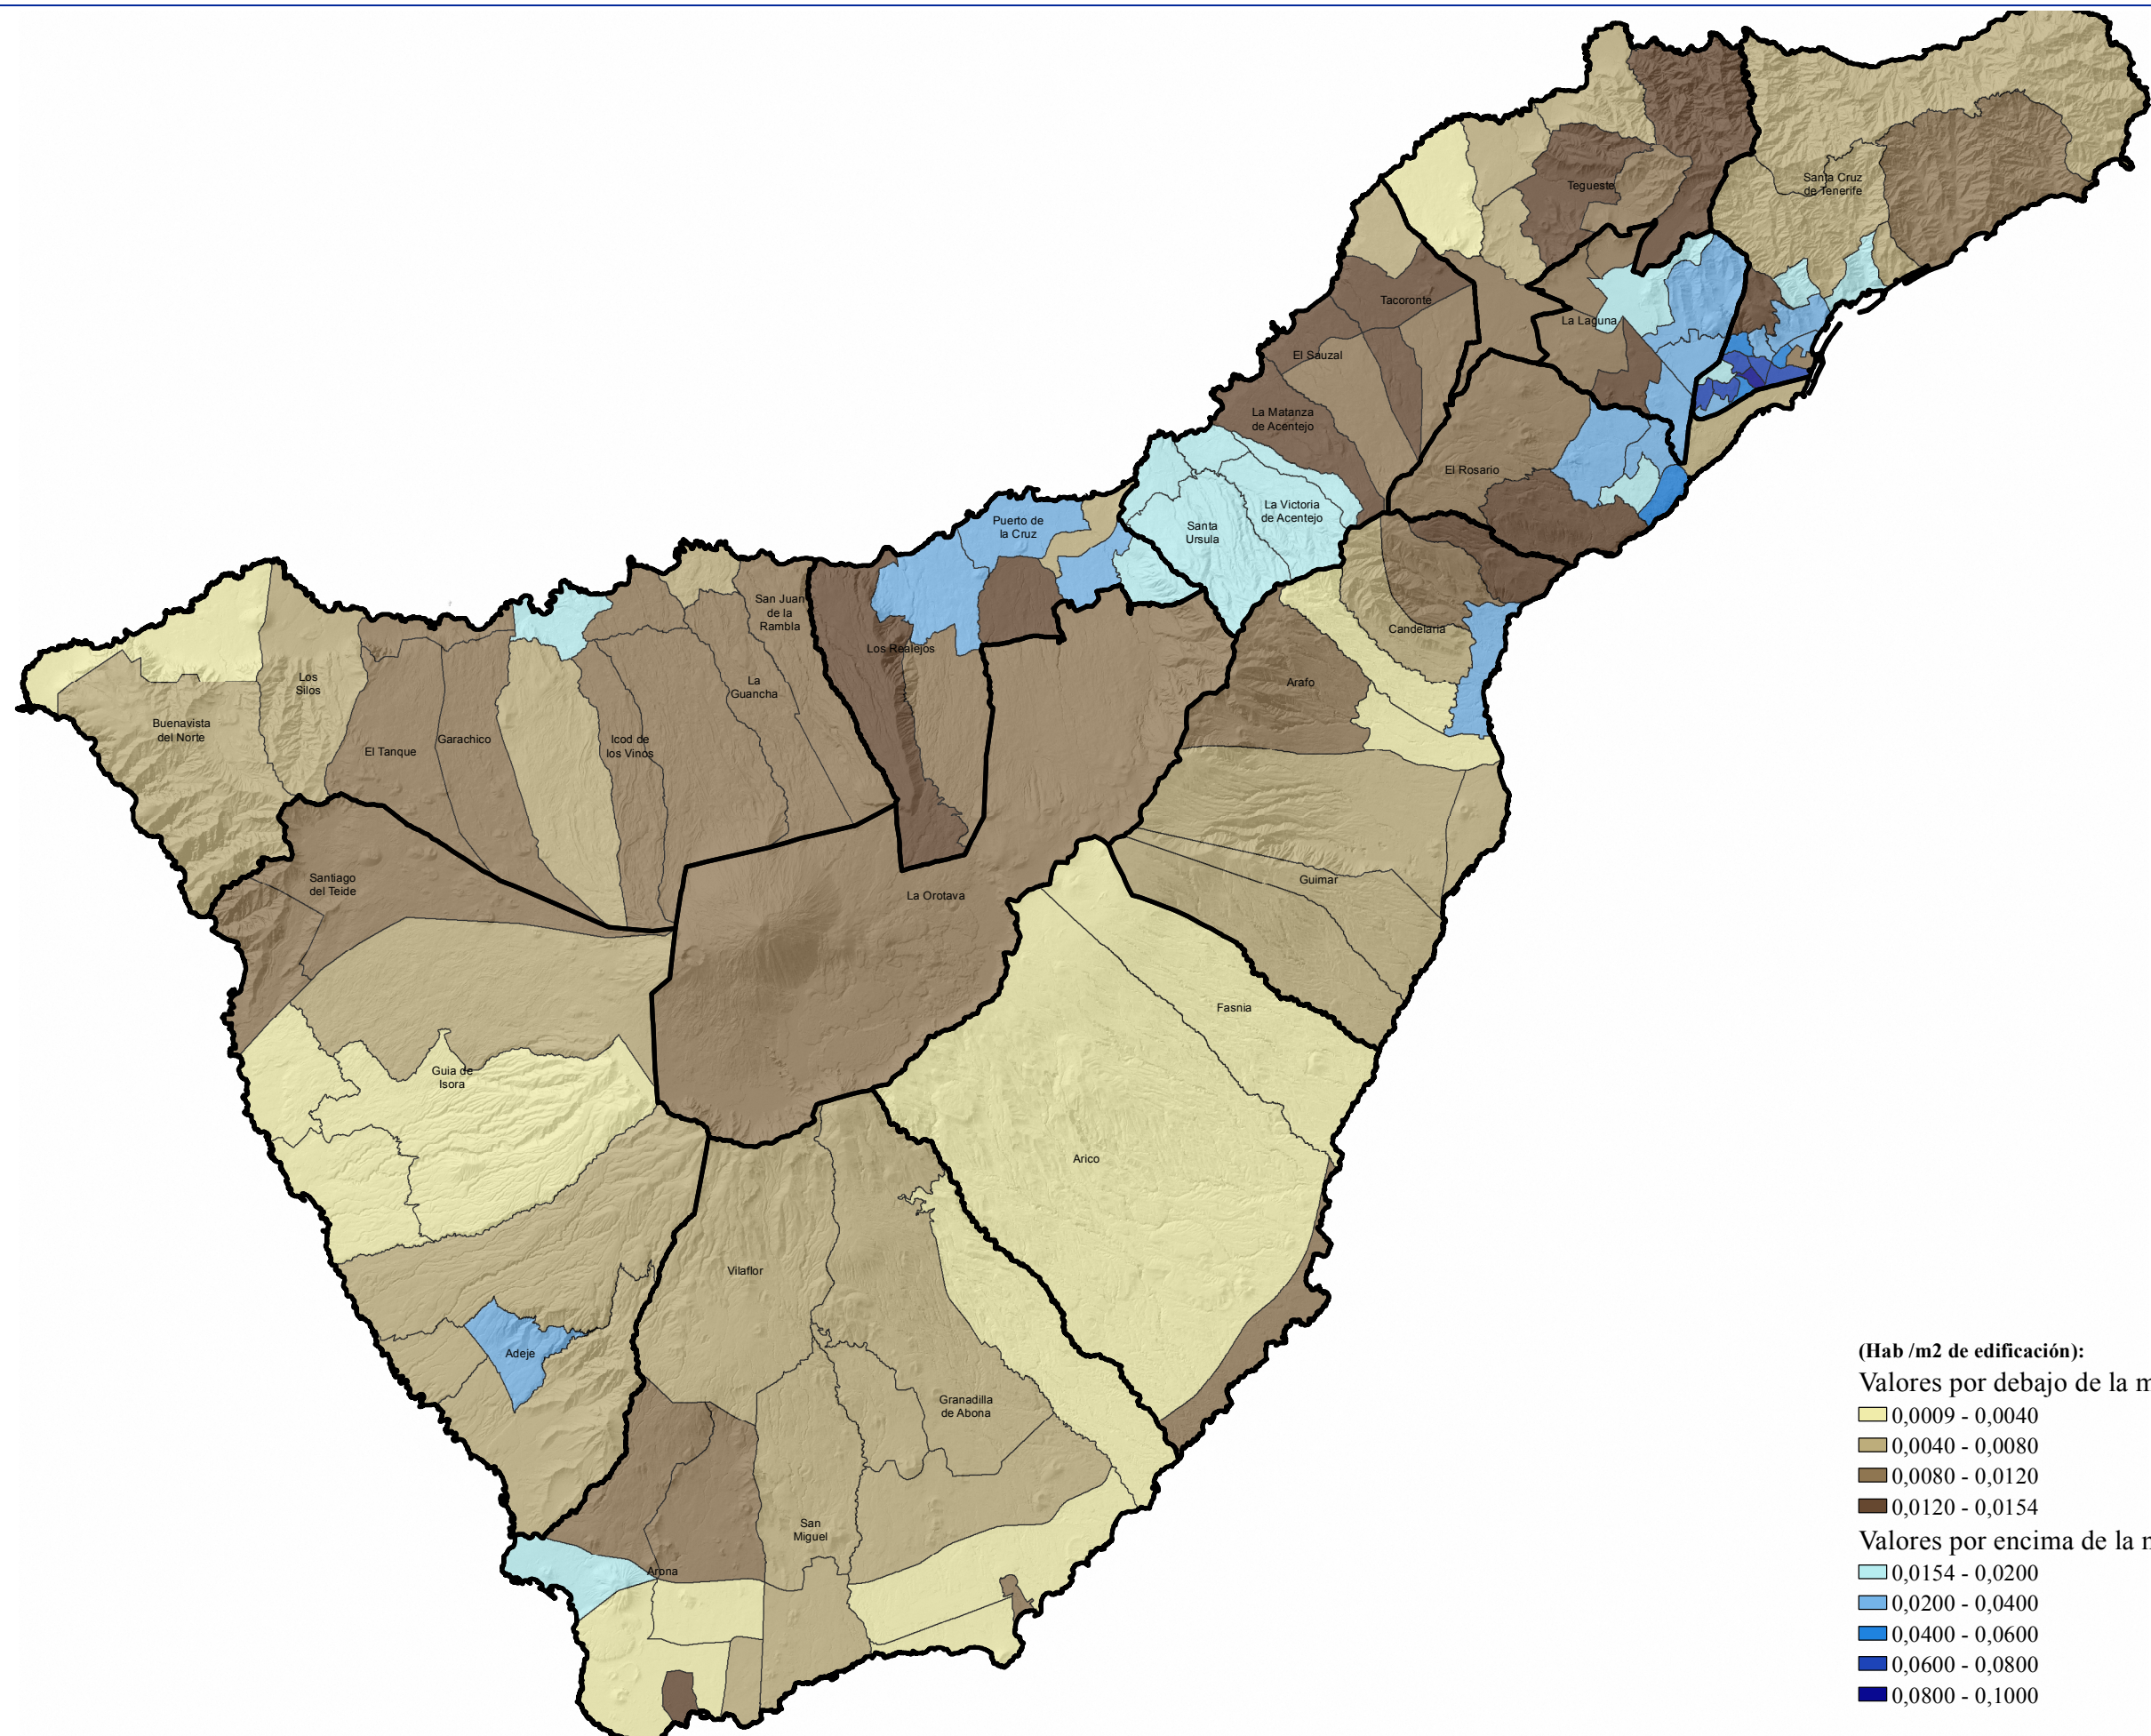 Santa Cruz
de Tenerife
Tegueste
Tacoronte
La Laguna
El Sauzal
La Matanza
de Acentejo
El Rosario
La Victoria
de Acentejo
Santa
Ursula
Puerto de
la Cruz
San Juan
de la
Rambla
Candelaria
Los Realejos
Los
Silos
La
Guancha
Arafo
Buenavista
del Norte
El Tanque
Garachico
Icod de
los Vinos
Santiago
del Teide
La Orotava
Guimar
Fasnia
Guia de
Isora
Arico
Vilaflor
Adeje
Granadilla
de Abona
San
Miguel
Arona
(Hab /m2 de edificación):
Valores por debajo de la m
0,0009 - 0,0040
0,0040 - 0,0080
0,0080 - 0,0120
0,0120 - 0,0154
Valores por encima de la
0,0154 - 0,0200
0,0200 - 0,0400
0,0400 - 0,0600
0,0600 - 0,0800
0,0800 - 0,1000